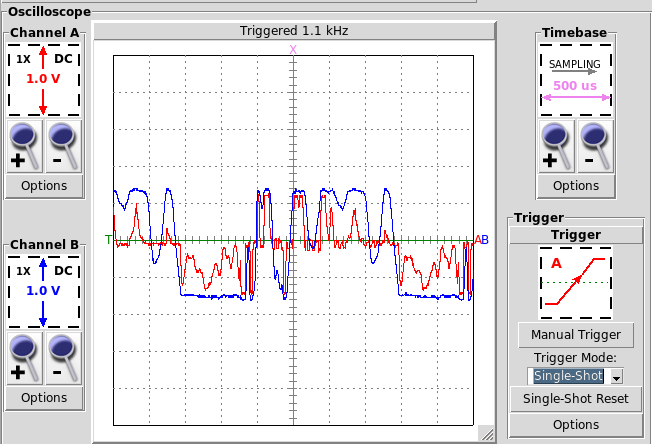 Oscilloscope
Channel A
1X DC
1.0 V
+ -
Options
Channel B
1X DC
1.0 V
+ -
Options
Triggered 1.1 kHz
X
T
AB
Timebase
SAMPLING
500 us
+ -
Options
Trigger
Trigger
A
Manual Trigger
Trigger Mode:
Single-Shot
Single-Shot Reset
Options